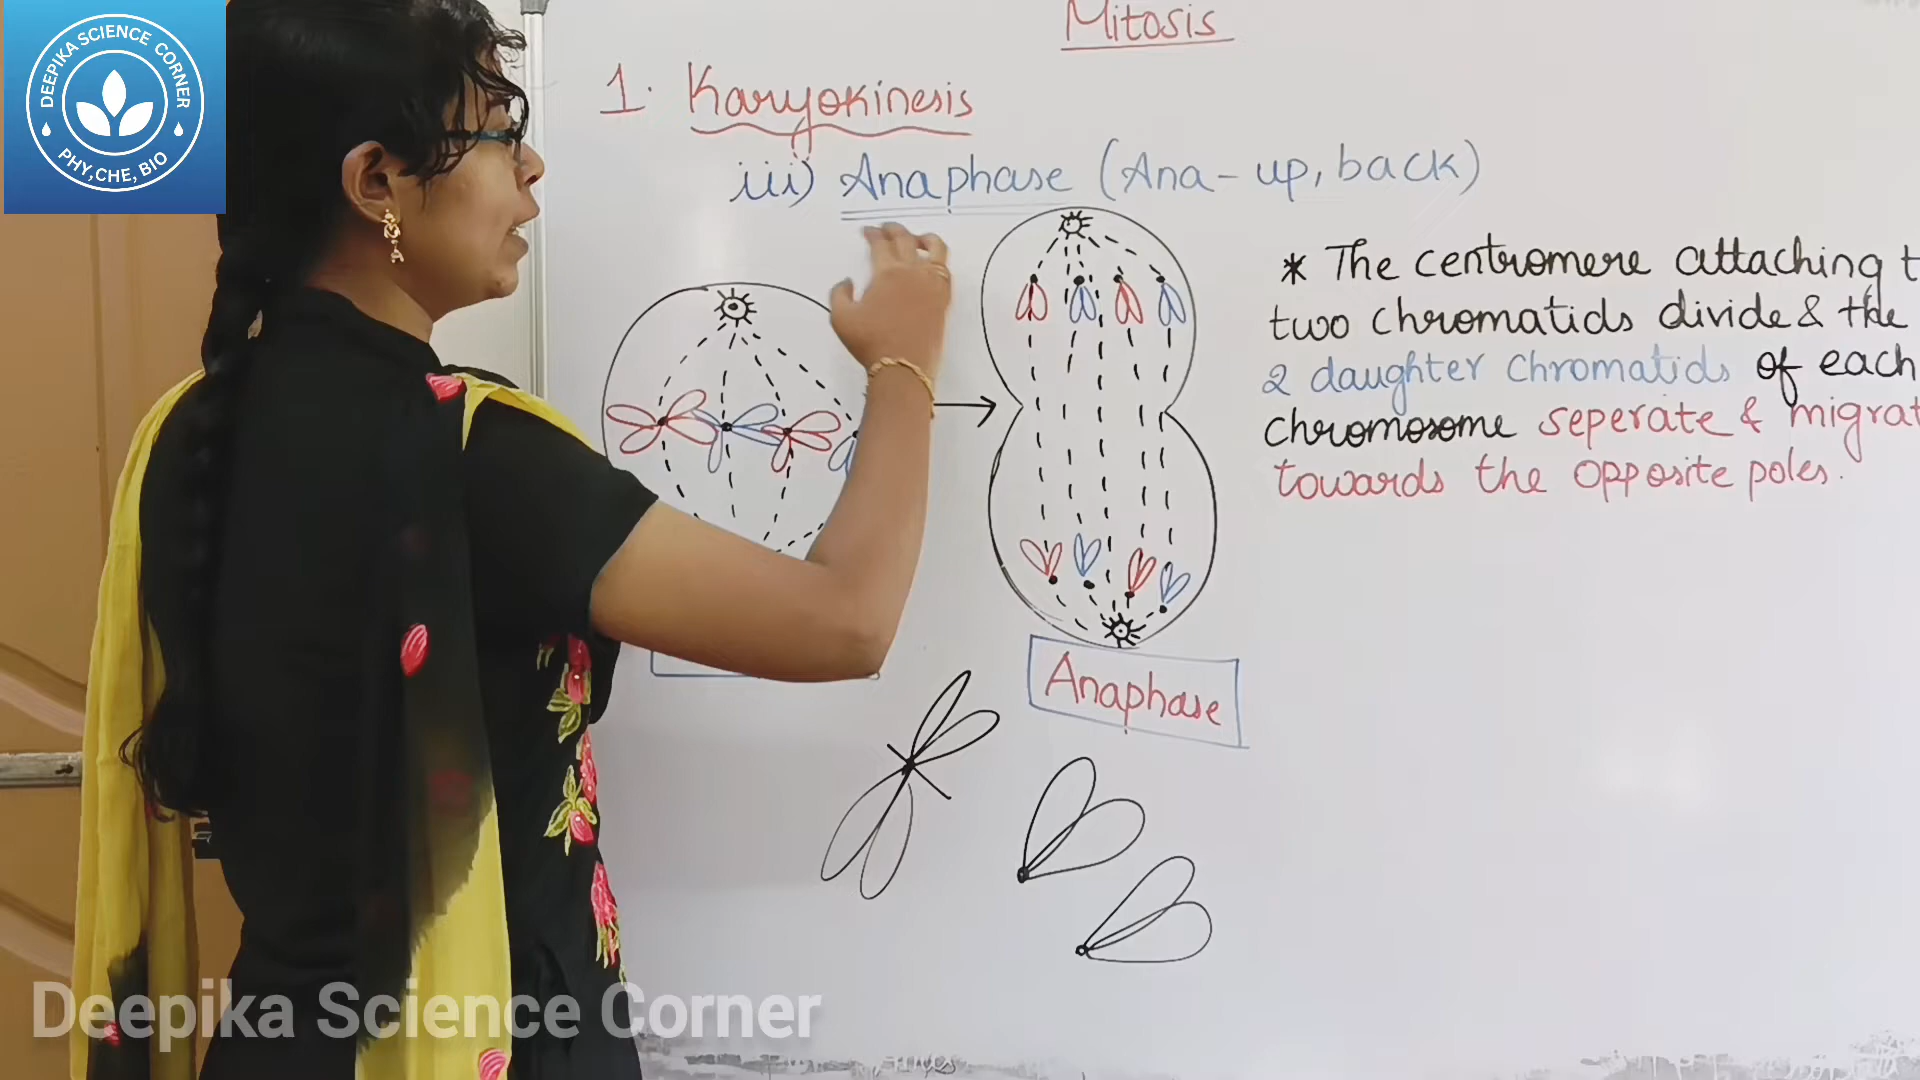 DEEPIKA SCIENCE CORNER
PHY,CHE, BIO
Mitosis
1. Karyokinesis
iii) Anaphase (Ana - up, back)
* The centromere attaching t
two chromatids divide & the
2 daughter chromatids of each
chromosome seperate & migrat
towards the opposite poles.
Anaphase
Deepika Science Corner